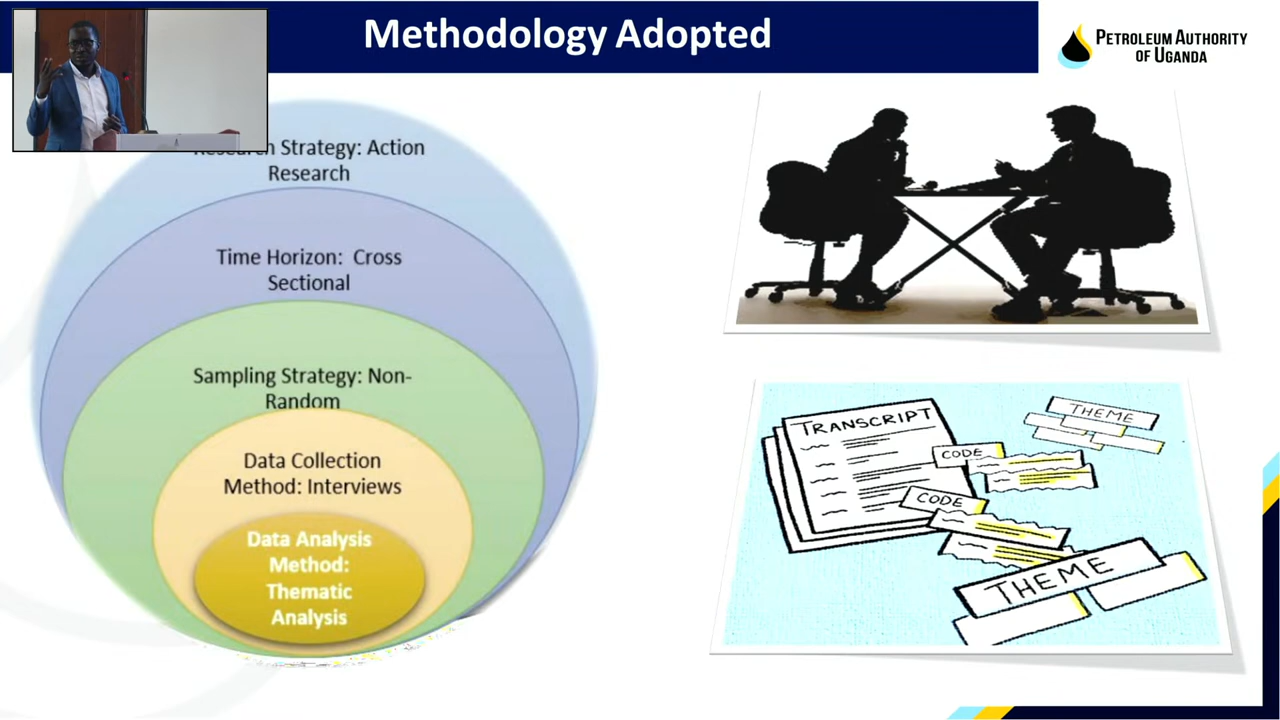 Methodology Adopted
PETROLEUM AUTHORITY
OF UGANDA
Strategy: Action
Research
Time Horizon: Cross
Sectional
Sampling Strategy: Non-
Random
Data Collection
Method: Interviews
Data Analysis
Method:
Thematic
Analysis
TRANSCRIPT
CODE
CODE
THEME
THEME